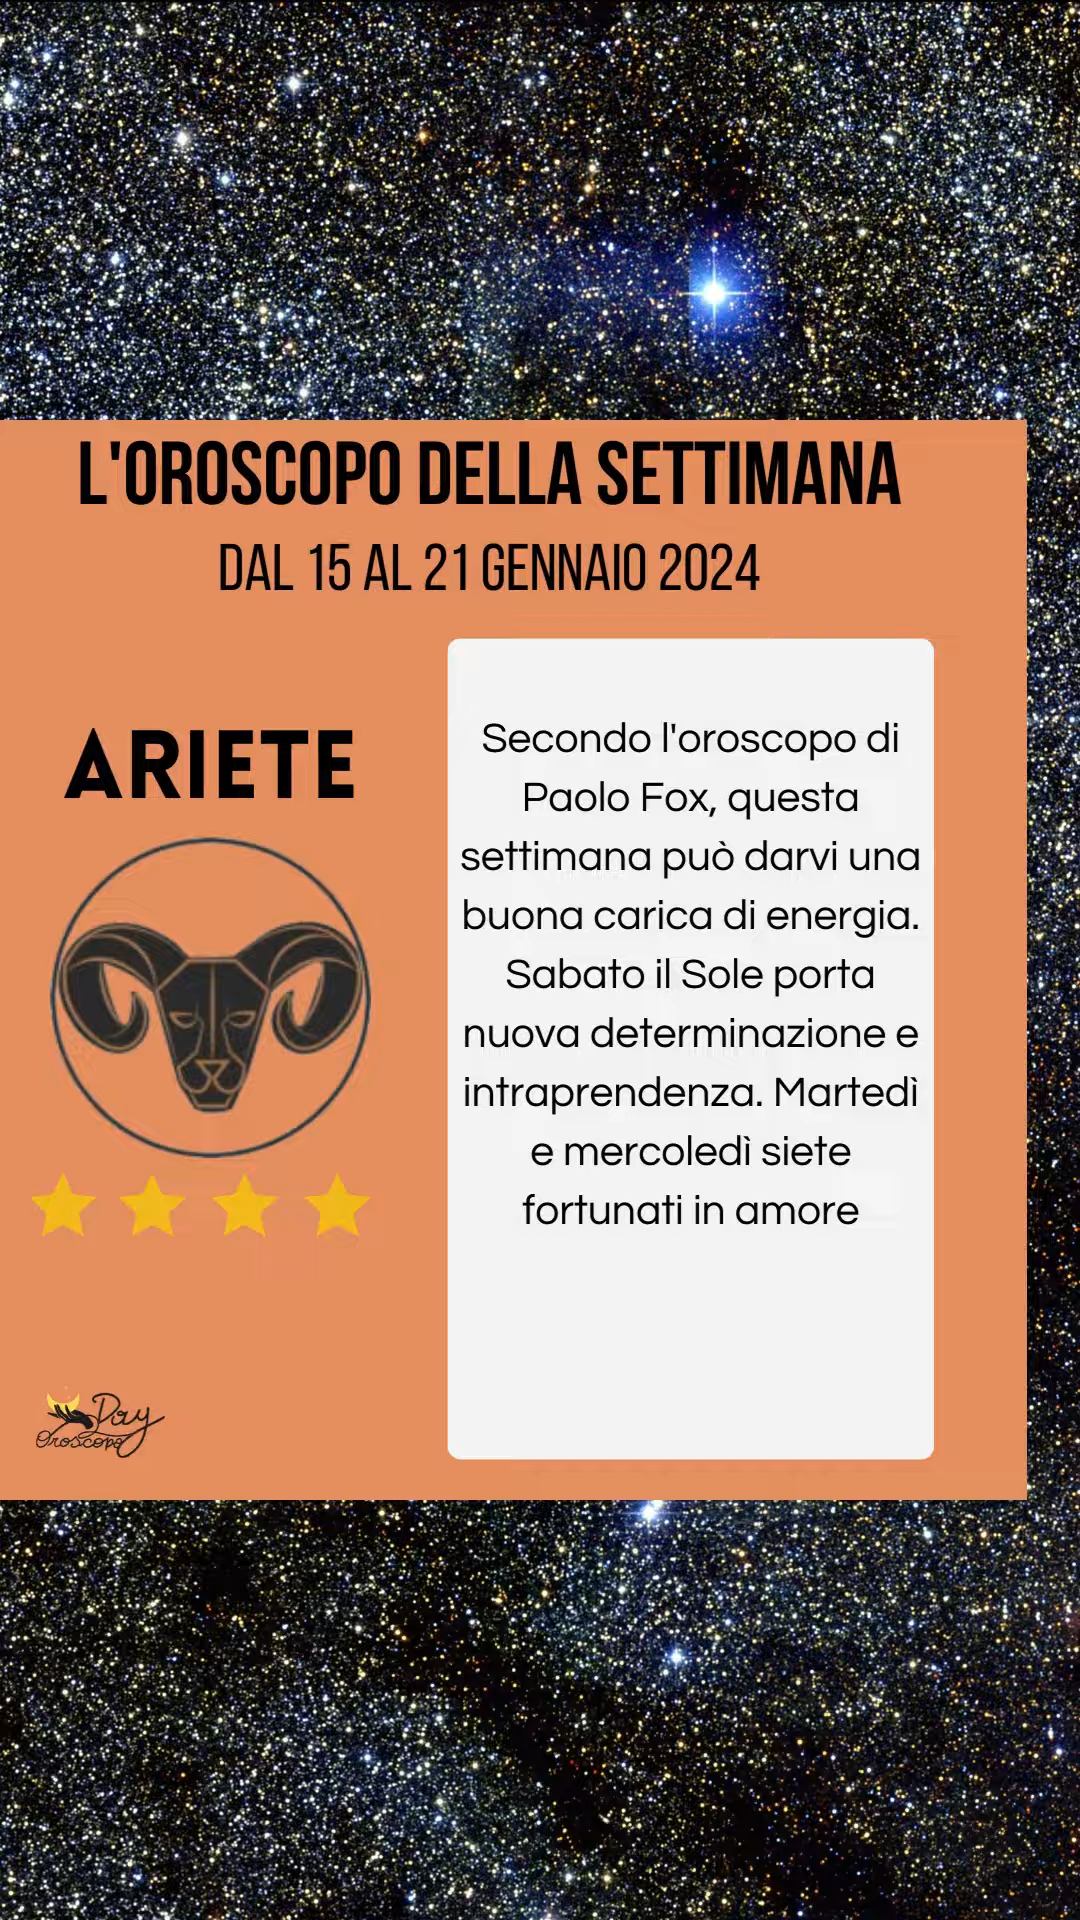 L'OROSCOPO DELLA SETTIMANA
DAL 15 AL 21 GENNAIO 2024
ARIETE
Secondo l'oroscopo di
Paolo Fox, questa
settimana può darvi una
buona carica di energia.
Sabato il Sole porta
nuova determinazione e
intraprendenza. Martedì
e mercoledì siete
fortunati in amore
Day
Oroscopo